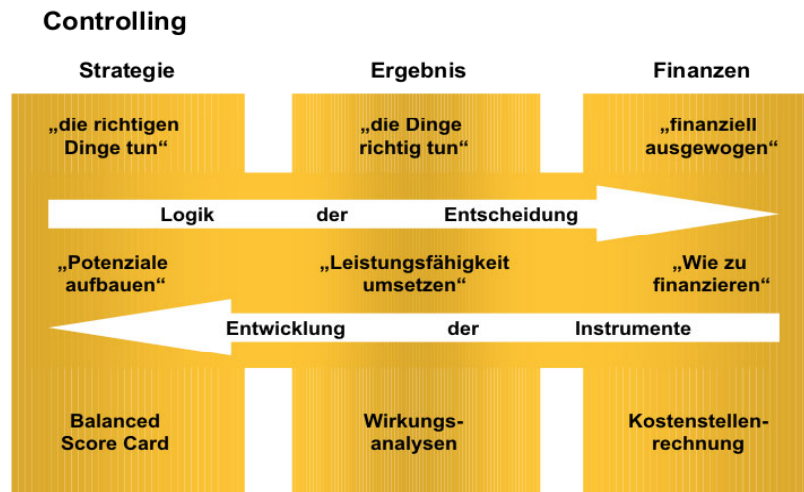 Controlling
Strategie Ergebnis Finanzen
„die richtigen „die Dinge „finanziell
Dinge tun“ richtig tun“ ausgewogen“
Logik der Entscheidung
„Potenziale „Leistungsfähigkeit „Wie zu
aufbauen“ umsetzen“ finanzieren“
Entwicklung der Instrumente
Balanced Wirkungs- Kostenstellen-
Score Card analysen rechnung